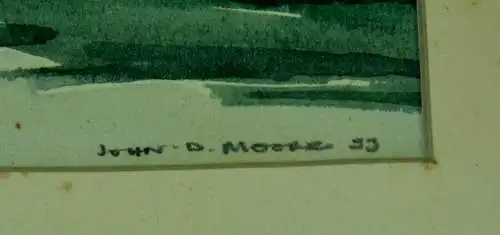 JOHN · D. MOORE 33